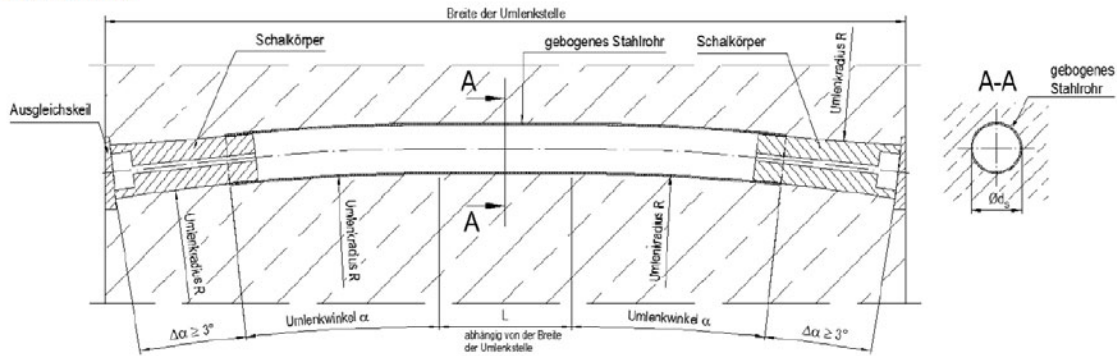 Breite der Umlenkstelle
Schalkörper
gebogenes Stahlrohr
Schalkörper
Umlenkradius R
A
A-A
gebogenes
Stahlrohr
Ausgleichskeil
A
Umlenkradius R
Umlenkradius R
Umlenkradius R
Øds
Δα ≥ 3°
Umlenkwinkel α
L
abhängig von der Breite
der Umlenkstelle
Umlenkwinkel α
Δα ≥ 3°